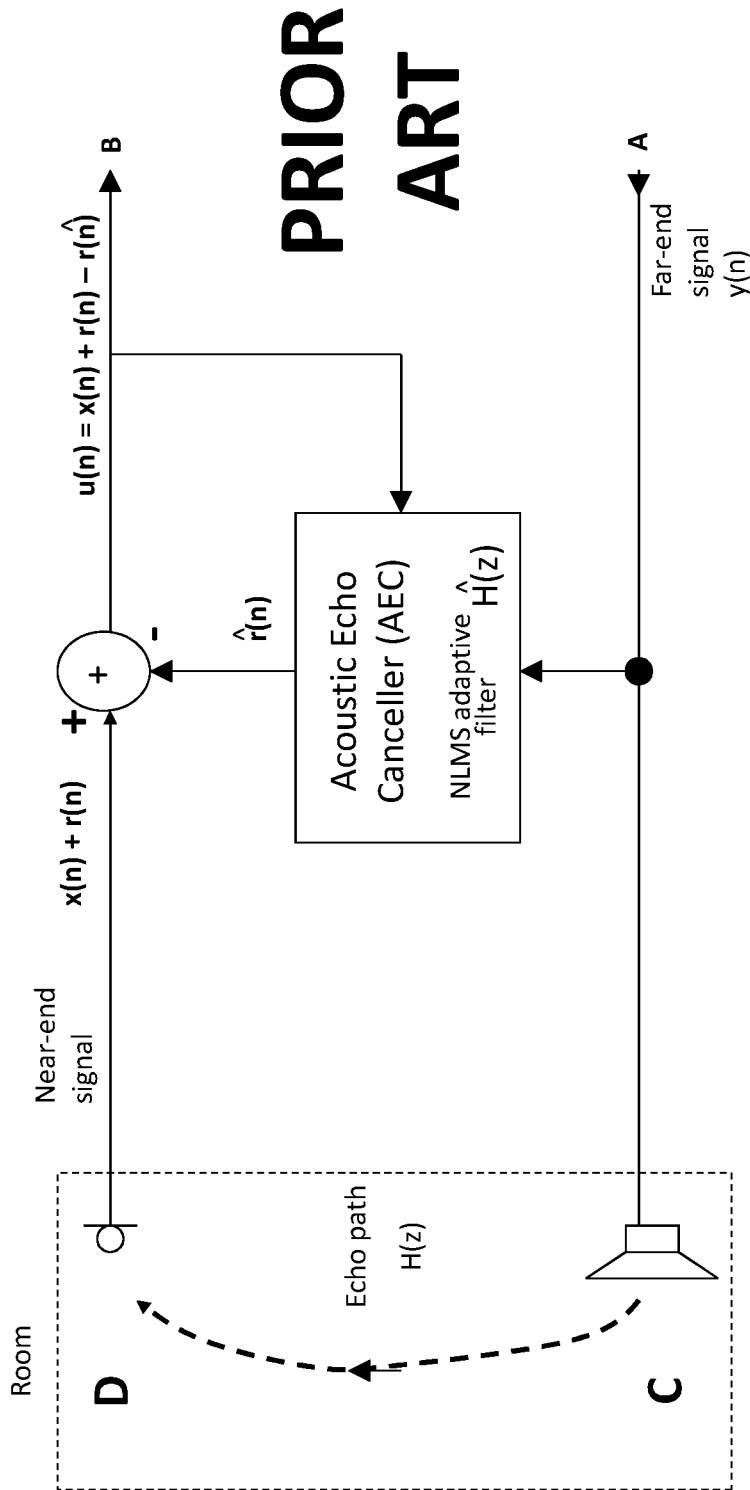 Room
D
C
Echo path
H(z)
Near-end
signal
x(n) + r(n)
+
+
-
r̂(n)
Acoustic Echo
Canceller (AEC)
NLMS adaptive
filter
Ĥ(z)
u(n) = x(n) + r(n) – r(n̂)
B
A
Far-end
signal
y(n)
PRIOR
ART